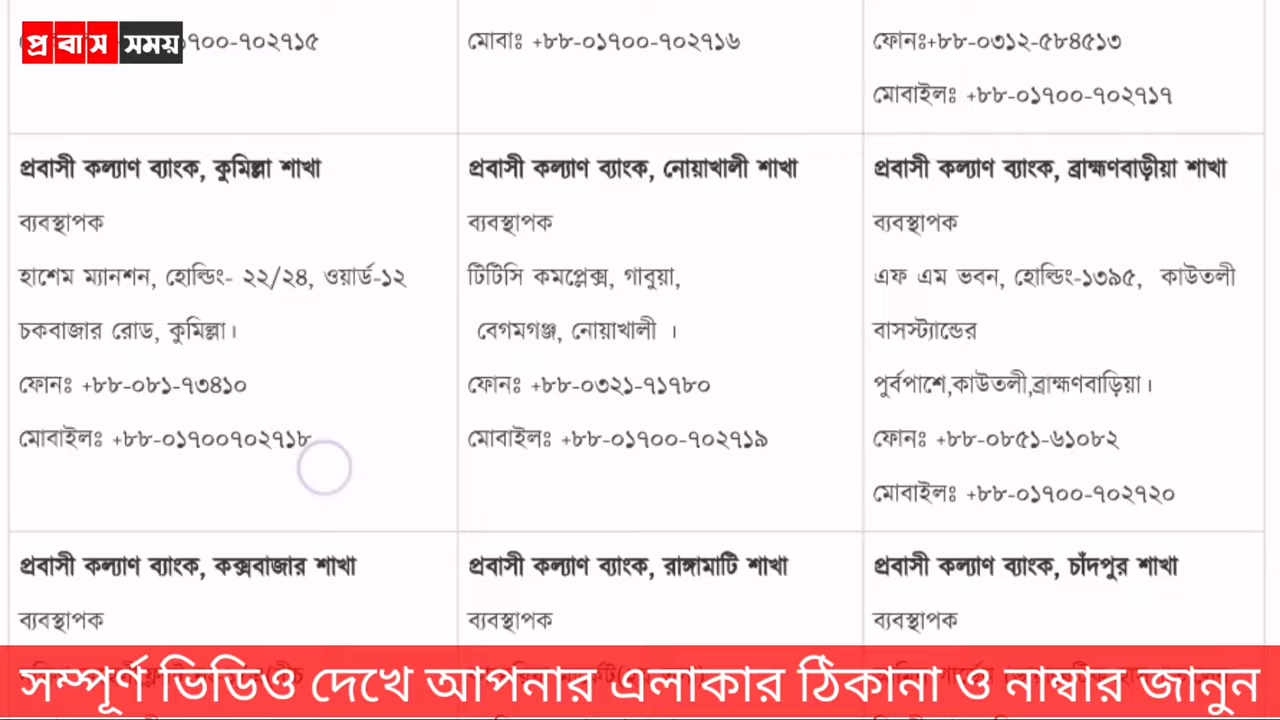 প্রবাস সময়
১৭০০-৭০২৭১৫
মোবাঃ +৮৮-০১৭০০-৭০২৭১৬
ফোনঃ+৮৮-০৩১২-৫৮৪৫১৩
মোবাইলঃ +৮৮-০১৭০০-৭০২৭১৭
প্রবাসী কল্যাণ ব্যাংক, কুমিল্লা শাখা
ব্যবস্থাপক
হাশেম ম্যানশন, হোল্ডিং- ২২/২৪, ওয়ার্ড-১২
চকবাজার রোড, কুমিল্লা।
ফোনঃ +৮৮-০৮১-৭৩৪১০
মোবাইলঃ +৮৮-০১৭০০৭০২৭১৮
প্রবাসী কল্যাণ ব্যাংক, নোয়াখালী শাখা
ব্যবস্থাপক
টিটিসি কমপ্লেক্স, গাবুয়া,
বেগমগঞ্জ, নোয়াখালী ।
ফোনঃ +৮৮-০৩২১-৭১৭৮০
মোবাইলঃ +৮৮-০১৭০০-৭০২৭১৯
প্রবাসী কল্যাণ ব্যাংক, ব্রাহ্মণবাড়ীয়া শাখা
ব্যবস্থাপক
এফ এম ভবন, হোল্ডিং-১৩৯৫, কাউতলী
বাসস্ট্যান্ডের
পুর্বপাশে,কাউতলী,ব্রাহ্মণবাড়িয়া।
ফোনঃ +৮৮-০৮৫১-৬১০৮২
মোবাইলঃ +৮৮-০১৭০০-৭০২৭২০
প্রবাসী কল্যাণ ব্যাংক, কক্সবাজার শাখা
ব্যবস্থাপক
প্রবাসী কল্যাণ ব্যাংক, রাঙ্গামাটি শাখা
ব্যবস্থাপক
প্রবাসী কল্যাণ ব্যাংক, চাঁদপুর শাখা
ব্যবস্থাপক
সম্পূর্ণ ভিডিও দেখে আপনার এলাকার ঠিকানা ও নাম্বার জানুন